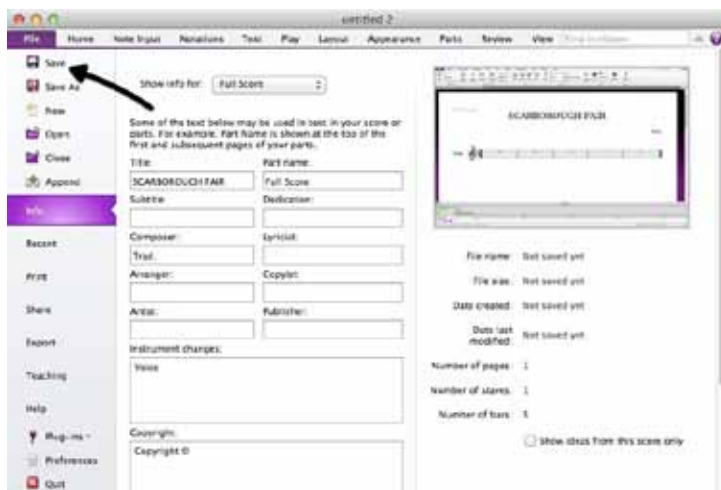 untitled 2
File Home Note Input Notations Text Play Layout Appearance Parts Review View
Save
Save As
New
Open
Close
Append
Info
Recent
Print
Share
Export
Teaching
Help
Plug-ins
Preferences
Quit
Show info for: Full Score
Some of the text below may be used in text in your score or
parts. For example, Part Name is shown at the top of the
first and subsequent pages of your parts.
Title: Part name:
SCARBOROUGH FAIR Full Score
Subtitle: Dedication:
Composer: Lyricist:
Trad.
Arranger: Copyist:
Artist: Publisher:
Instrument changes:
Voice
Copyright:
Copyright ©
SCARBOROUGH FAIR
File name: Not saved yet
File size: Not saved yet
Date created: Not saved yet
Date last
modified: Not saved yet
Number of pages: 1
Number of staves: 1
Number of bars:
Show ideas from this score only